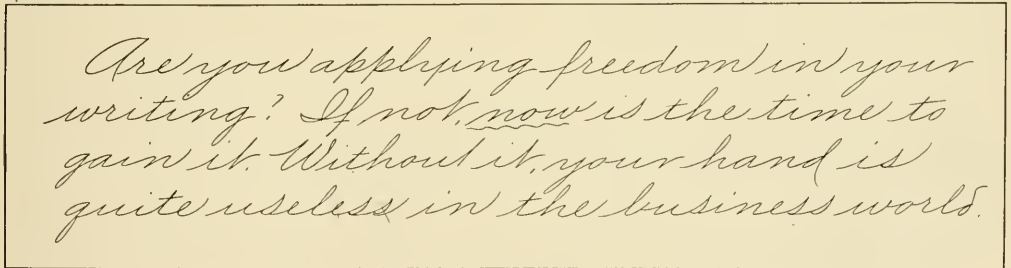 Are you applying freedom in your
writing? If not, now is the time to
gain it. Without it, your hand is
quite useless in the business world.